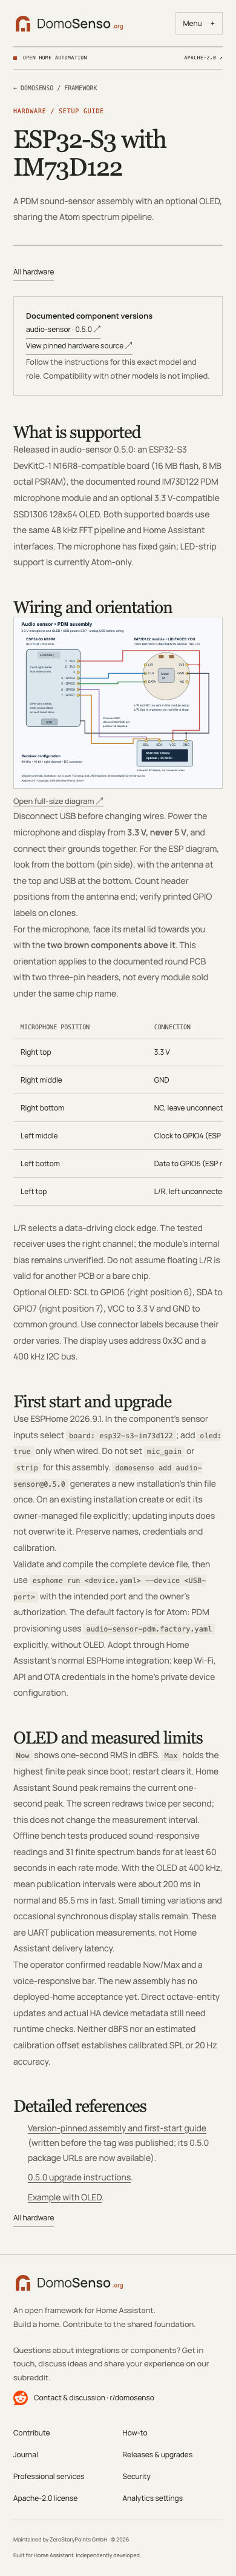 DomoSenso.org
Menu +
OPEN HOME AUTOMATION
APACHE-2.0 ↗
← DOMOSENSO / FRAMEWORK
HARDWARE / SETUP GUIDE
ESP32-S3 with
IM73D122
A PDM sound-sensor assembly with an optional OLED,
sharing the Atom spectrum pipeline.
All hardware
Documented component versions
audio-sensor · 0.5.0 ↗
View pinned hardware source ↗
Follow the instructions for this exact model and
role. Compatibility with other models is not implied.
What is supported
Released in audio-sensor 0.5.0: an ESP32-S3
DevKitC-1 N16R8-compatible board (16 MB flash, 8 MB
octal PSRAM), the documented round IM73D122 PDM
microphone module and an optional 3.3 V-compatible
SSD1306 128x64 OLED. Both supported boards use
the same 48 kHz FFT pipeline and Home Assistant
interfaces. The microphone has fixed gain; LED-strip
support is currently Atom-only.
Wiring and orientation
Audio sensor • PDM assembly
ESP32-S3 N16R8
Receiver configuration
Open full-size diagram ↗
Disconnect USB before changing wires. Power the
microphone and display from 3.3 V, never 5 V, and
connect their grounds together. For the ESP diagram,
look from the bottom (pin side), with the antenna at
the top and USB at the bottom. Count header
positions from the antenna end; verify printed GPIO
labels on clones.
For the microphone, face its metal lid towards you
with the two brown components above it. This
orientation applies to the documented round PCB
with two three-pin headers, not every module sold
under the same chip name.
MICROPHONE POSITION
CONNECTION
Right top
3.3 V
Right middle
GND
Right bottom
NC, leave unconnect
Left middle
Clock to GPIO4 (ESP
Left bottom
Data to GPIO5 (ESP r
Left top
L/R, left unconnecte
L/R selects a data-driving clock edge. The tested
receiver uses the right channel; the module's internal
bias remains unverified. Do not assume floating L/R is
valid for another PCB or a bare chip.
Optional OLED: SCL to GPIO6 (right position 6), SDA to
GPIO7 (right position 7), VCC to 3.3 V and GND to
common ground. Use connector labels because their
order varies. The display uses address 0x3C and a
400 kHz I2C bus.
First start and upgrade
Use ESPHome 2026.9.1. In the component's sensor
inputs select board: esp32-s3-im73d122; add oled:
true only when wired. Do not set mic_gain or
strip for this assembly. domosenso add audio-
sensor@0.5.0 generates a new installation's thin file
once. On an existing installation create or edit its
owner-managed file explicitly; updating inputs does
not overwrite it. Preserve names, credentials and
calibration.
Validate and compile the complete device file, then
use esphome run <device.yaml> --device <USB-
port> with the intended port and the owner's
authorization. The default factory is for Atom: PDM
provisioning uses audio-sensor-pdm.factory.yaml
explicitly, without OLED. Adopt through Home
Assistant's normal ESPHome integration; keep Wi-Fi,
API and OTA credentials in the home's private device
configuration.
OLED and measured limits
Now shows one-second RMS in dBFS. Max holds the
highest finite peak since boot; restart clears it. Home
Assistant Sound peak remains the current one-
second peak. The screen redraws twice per second;
this does not change the measurement interval.
Offline bench tests produced sound-responsive
readings and 31 finite spectrum bands for at least 60
seconds in each rate mode. With the OLED at 400 kHz,
mean publication intervals were about 200 ms in
normal and 85.5 ms in fast. Small timing variations and
occasional synchronous display stalls remain. These
are UART publication measurements, not Home
Assistant delivery latency.
The operator confirmed readable Now/Max and a
voice-responsive bar. The new assembly has no
deployed-home acceptance yet. Direct octave-entity
updates and actual HA device metadata still need
runtime checks. Neither dBFS nor an estimated
calibration offset establishes calibrated SPL or 20 Hz
accuracy.
Detailed references
Version-pinned assembly and first-start guide
(written before the tag was published; its 0.5.0
package URLs are now available).
0.5.0 upgrade instructions.
Example with OLED.
All hardware
DomoSenso.org
An open framework for Home Assistant.
Build a home. Contribute to the shared foundation.
Questions about integrations or components? Get in
touch, discuss ideas and share your experience on our
subreddit.
Contact & discussion · r/domosenso
Contribute
How-to
Journal
Releases & upgrades
Professional services
Security
Apache-2.0 license
Analytics settings
Maintained by ZeroStoryPoints GmbH · © 2026
Built for Home Assistant. Independently developed.